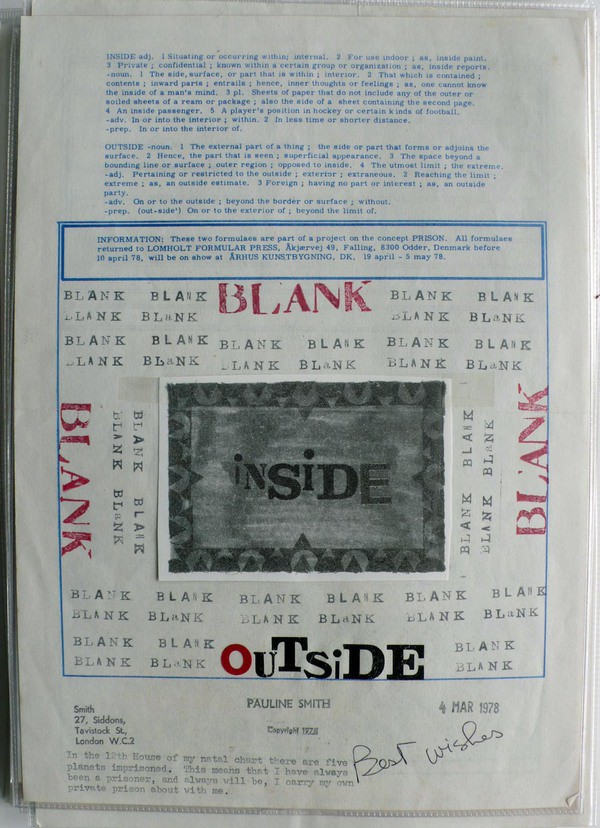 INSIDE adj. 1 Situating or occurring within; internal. 2 For use indoor ; as, inside paint.
3 Private ; confidential ; known within a certain group or organization ; as, inside reports.
-noun. 1 The side, surface, or part that is within ; interior. 2 That which is contained ;
contents ; inward parts ; entrails ; hence, inner thoughts or feelings ; as, one cannot know
the inside of a man's mind. 3 pl. Sheets of paper that do not include any of the outer or
soiled sheets of a ream or package ; also the side of a sheet containing the second page.
4 An inside passenger. 5 A player's position in hockey or certain kinds of football.
-adv. In or into the interior ; within. 2 In less time or shorter distance.
-prep. In or into the interior of.
OUTSIDE -noun. 1 The external part of a thing ; the side or part that forms or adjoins the
surface. 2 Hence, the part that is seen ; superficial appearance. 3 The space beyond a
bounding line or surface ; outer region ; opposed to inside. 4 The utmost limit ; the extreme.
-adj. Pertaining or restricted to the outside ; exterior ; extraneous. 2 Reaching the limit ;
extreme ; as, an outside estimate. 3 Foreign ; having no part or interest ; as, an outside
party.
-adv. On or to the outside ; beyond the border or surface ; without.
-prep. (out-side') On or to the exterior of ; beyond the limit of.
INFORMATION: These two formulaes are part of a project on the concept PRISON. All formulaes
returned to LOMHOLT FORMULAR PRESS, Åkjærvej 49, Falling, 8300 Odder, Denmark before
10 april 78, will be on show at ÅRHUS KUNSTBYGNING, DK, 19 april - 5 may 78.
BLANK BLANK BLANK BLANK BLANK
BLANK BLANK BLANK BLANK
BLANK BLANK BLANK BLANK BLANK BLANK
BLANK BLANK BLANK BLANK BLANK BLANK
BLANK
BLANK BLANK
BLANK BLANK
iNSiDE
BLANK BLANK
BLANK BLANK
BLANK
BLANK BLANK BLANK BLANK BLANK BLANK
BLANK BLANK BLANK BLANK BLANK BLANK
BLANK BLANK OUTSiDE BLANK
BLANK BLANK BLANK
PAULINE SMITH
4 MAR 1978
Smith
27, Siddons,
Tavistock St.,
London W.C.2
Copyright 1978
Best wishes
In the 12th House of my natal chart there are five
planets imprisoned. This means that I have always
been a prisoner, and always will be, I carry my own
private prison about with me.